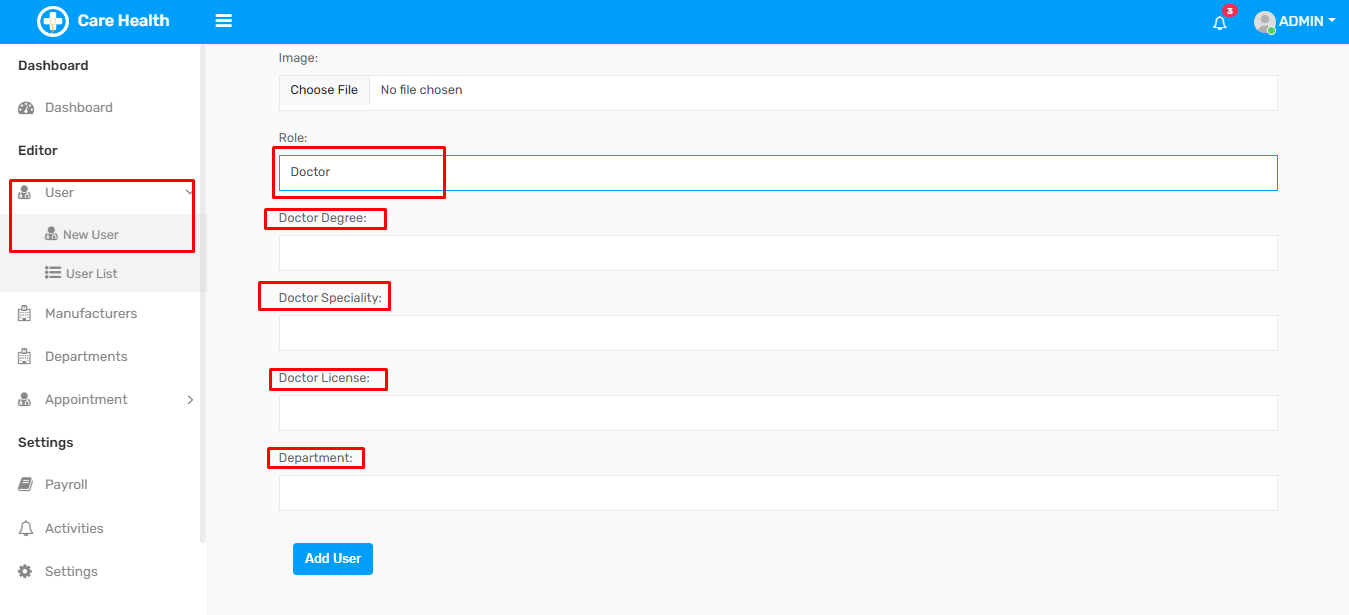 Care Health
3
ADMIN
Dashboard
Dashboard
Editor
User
New User
User List
Manufacturers
Departments
Appointment
Settings
Payroll
Activities
Settings
Image:
Choose File No file chosen
Role:
Doctor
Doctor Degree:
Doctor Speciality:
Doctor License:
Department:
Add User